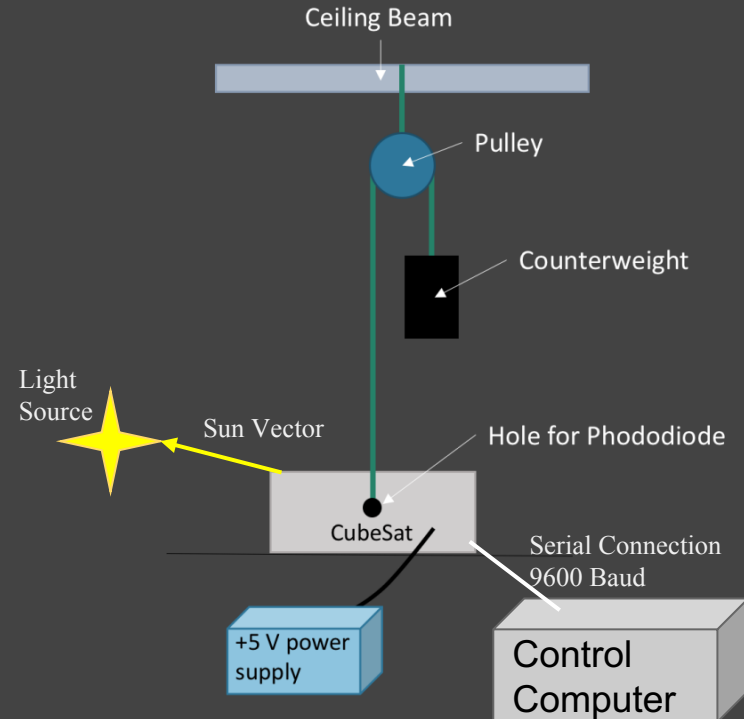 Ceiling Beam
Pulley
Counterweight
Light
Source
Sun Vector
Hole for Phododiode
CubeSat
Serial Connection
9600 Baud
+5 V power
supply
Control
Computer